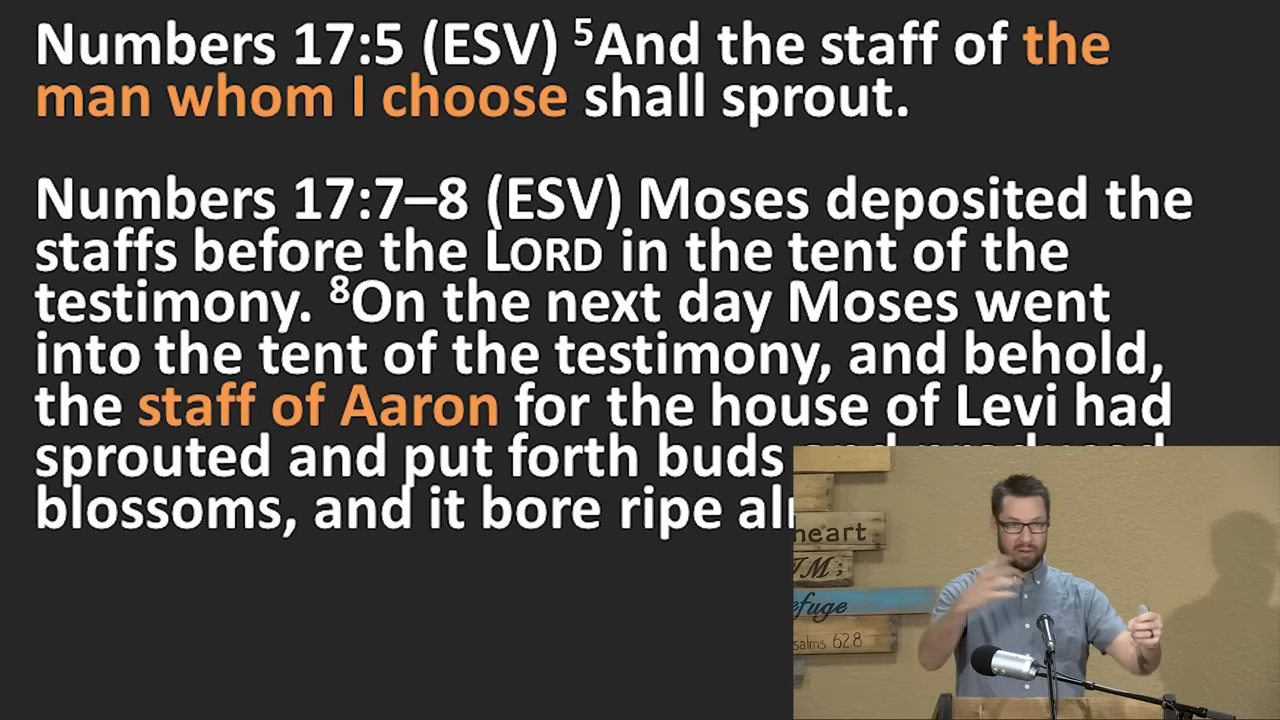 Numbers 17:5 (ESV) ⁵And the staff of the
man whom I choose shall sprout.
Numbers 17:7–8 (ESV) Moses deposited the
staffs before the LORD in the tent of the
testimony. ⁸On the next day Moses went
into the tent of the testimony, and behold,
the staff of Aaron for the house of Levi had
sprouted and put forth buds and produced
blossoms, and it bore ripe
heart
efuge
salms 62:8